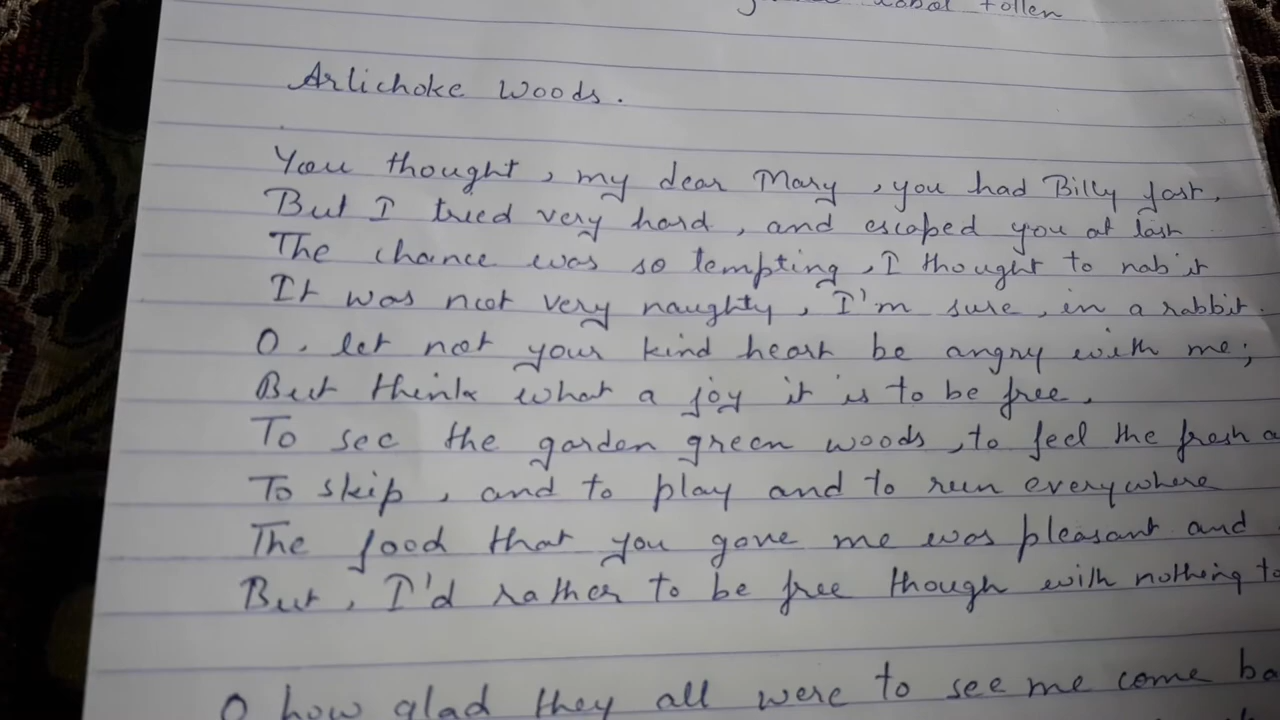 Follen
Artichoke Woods.
You thought, my dear Mary, you had Billy fast,
But I tried very hard, and escaped you at last
The chance was so tempting, I thought to nab it
It was not very naughty, I'm sure, in a rabbit.
O, let not your kind heart be angry with me;
But think what a joy it is to be free.
To see the garden green woods, to feel the fresh
To skip, and to play and to run everywhere
The food that you gave me was pleasant and
But, I'd rather to be free though with nothing to
O how glad they all were to see me come